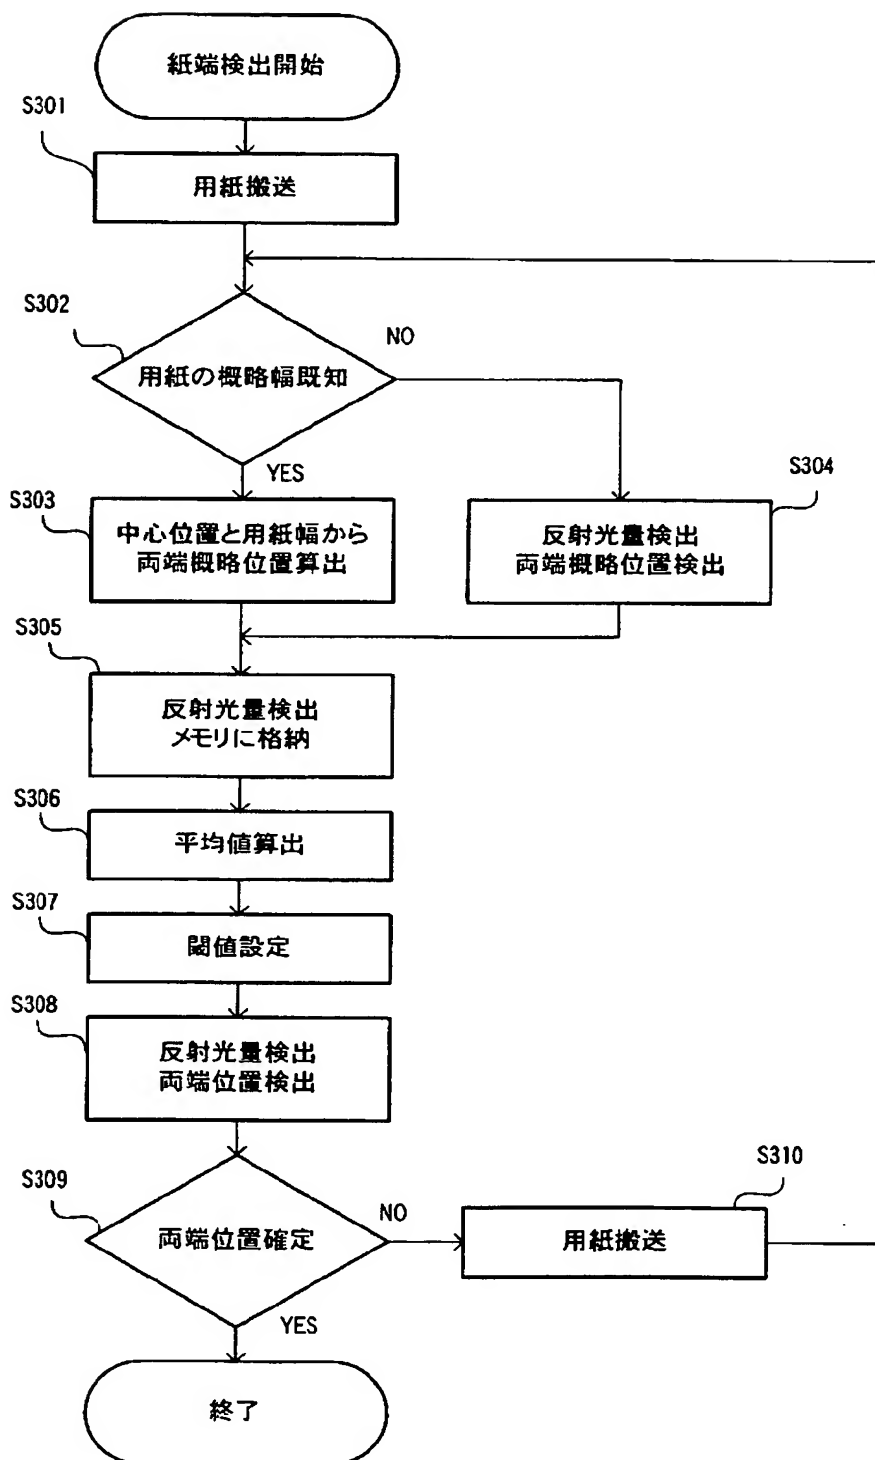 紙端検出開始
S301
用紙搬送
S302
用紙の概略幅既知
NO
YES
S303
中心位置と用紙幅から
両端概略位置算出
S304
反射光量検出
両端概略位置検出
S305
反射光量検出
メモリに格納
S306
平均値算出
S307
閾値設定
S308
反射光量検出
両端位置検出
S309
両端位置確定
NO
S310
用紙搬送
YES
終了